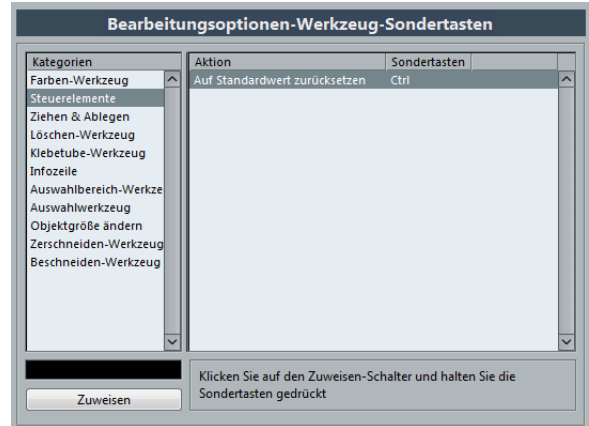 Bearbeitungsoptionen-Werkzeug-Sondertasten
Kategorien
Farben-Werkzeug
Steuerelemente
Ziehen & Ablegen
Löschen-Werkzeug
Klebetube-Werkzeug
Infozeile
Auswahlbereich-Werkze
Auswahlwerkzeug
Objektgröße ändern
Zerschneiden-Werkzeug
Beschneiden-Werkzeug
Aktion Sondertasten
Auf Standardwert zurücksetzen Ctrl
Zuweisen
Klicken Sie auf den Zuweisen-Schalter und halten Sie die
Sondertasten gedrückt